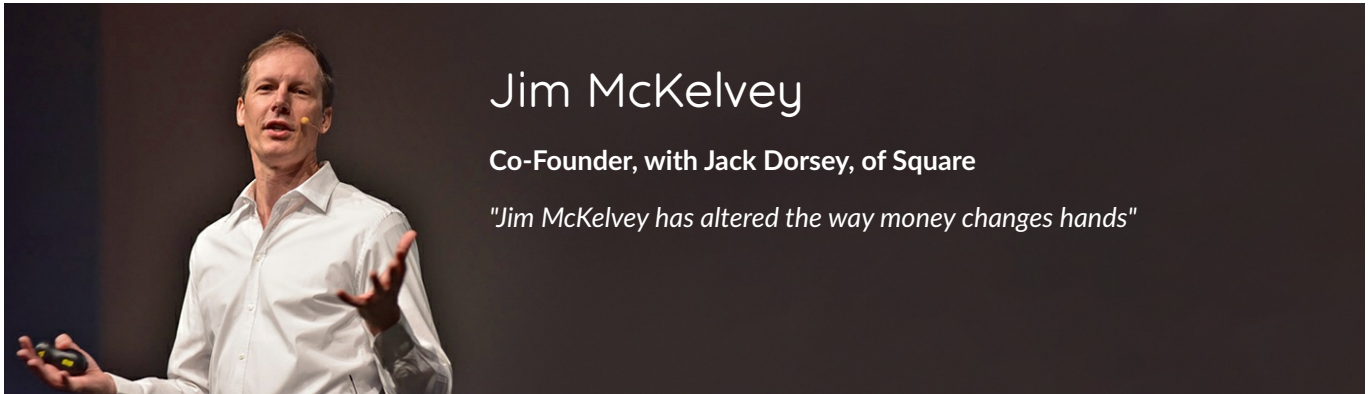 Jim McKelvey
Co-Founder, with Jack Dorsey, of Square
"Jim McKelvey has altered the way money changes hands"